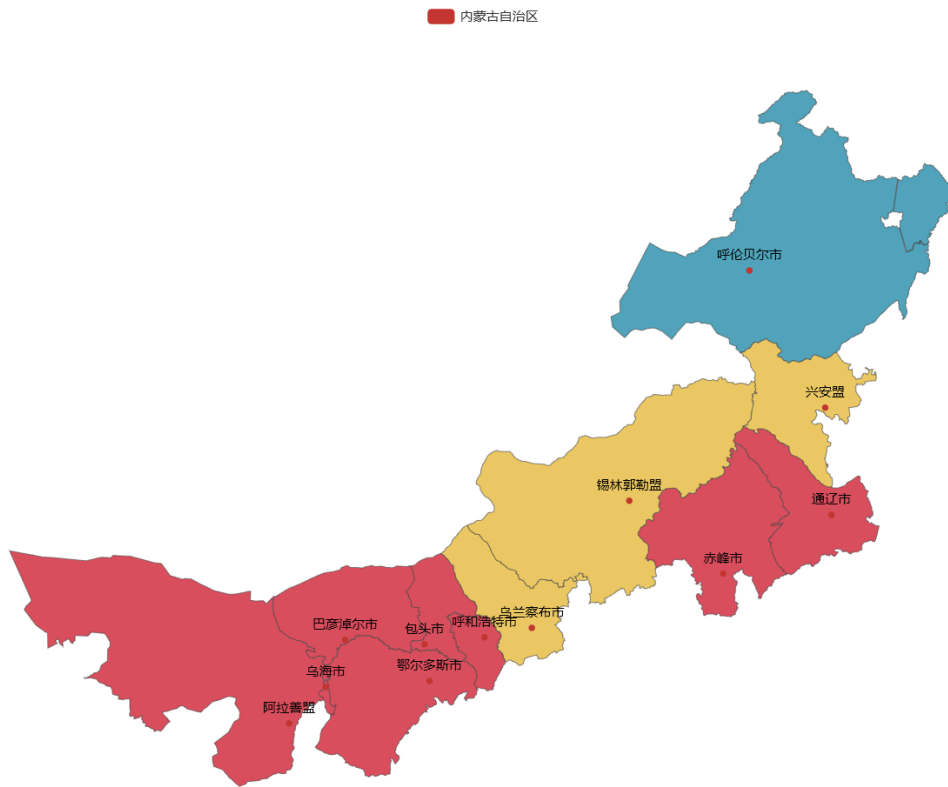 内蒙古自治区
呼伦贝尔市
兴安盟
锡林郭勒盟
通辽市
赤峰市
乌兰察布市
呼和浩特市
巴彦淖尔市
包头市
鄂尔多斯市
乌海市
阿拉善盟